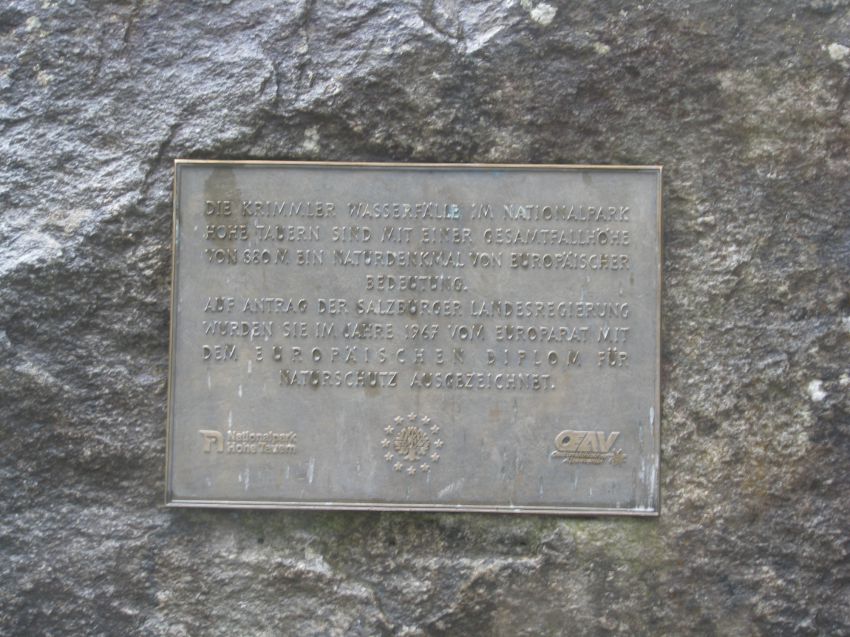 DIE KRIMMLER WASSERFÄLLE IM NATIONALPARK
HOHE TAUERN SIND MIT EINER GESAMTFALLHÖHE
VON 380 M EIN NATURDENKMAL VON EUROPÄISCHER
BEDEUTUNG.
AUF ANTRAG DER SALZBURGER LANDESREGIERUNG
WURDEN SIE IM JAHRE 1967 VOM EUROPARAT MIT
DEM EUROPÄISCHEN DIPLOM FÜR
NATURSCHUTZ AUSGEZEICHNET.
Nationalpark
Hohe Tauern
OEAV